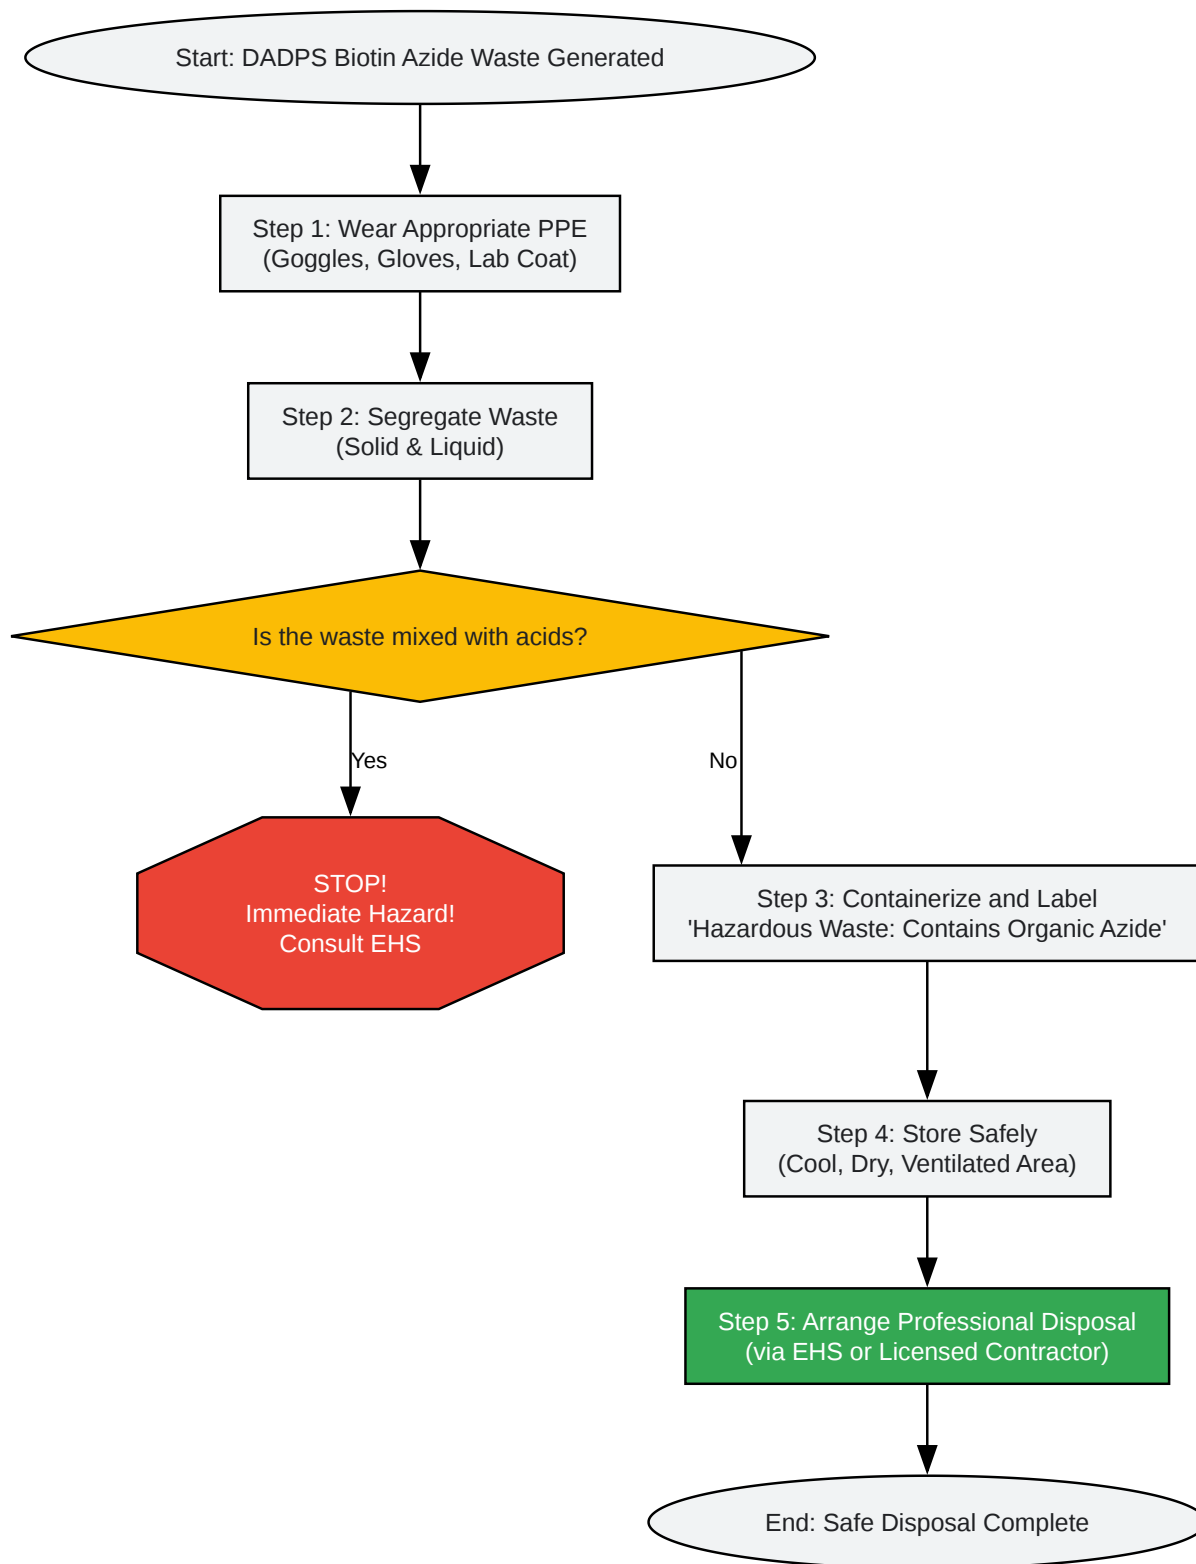 Start: DADPS Biotin Azide Waste Generated
Step 1: Wear Appropriate PPE
(Goggles, Gloves, Lab Coat)
Step 2: Segregate Waste
(Solid & Liquid)
Is the waste mixed with acids?
Yes
No
STOP!
Immediate Hazard!
Consult EHS
Step 3: Containerize and Label
'Hazardous Waste: Contains Organic Azide'
Step 4: Store Safely
(Cool, Dry, Ventilated Area)
Step 5: Arrange Professional Disposal
(via EHS or Licensed Contractor)
End: Safe Disposal Complete